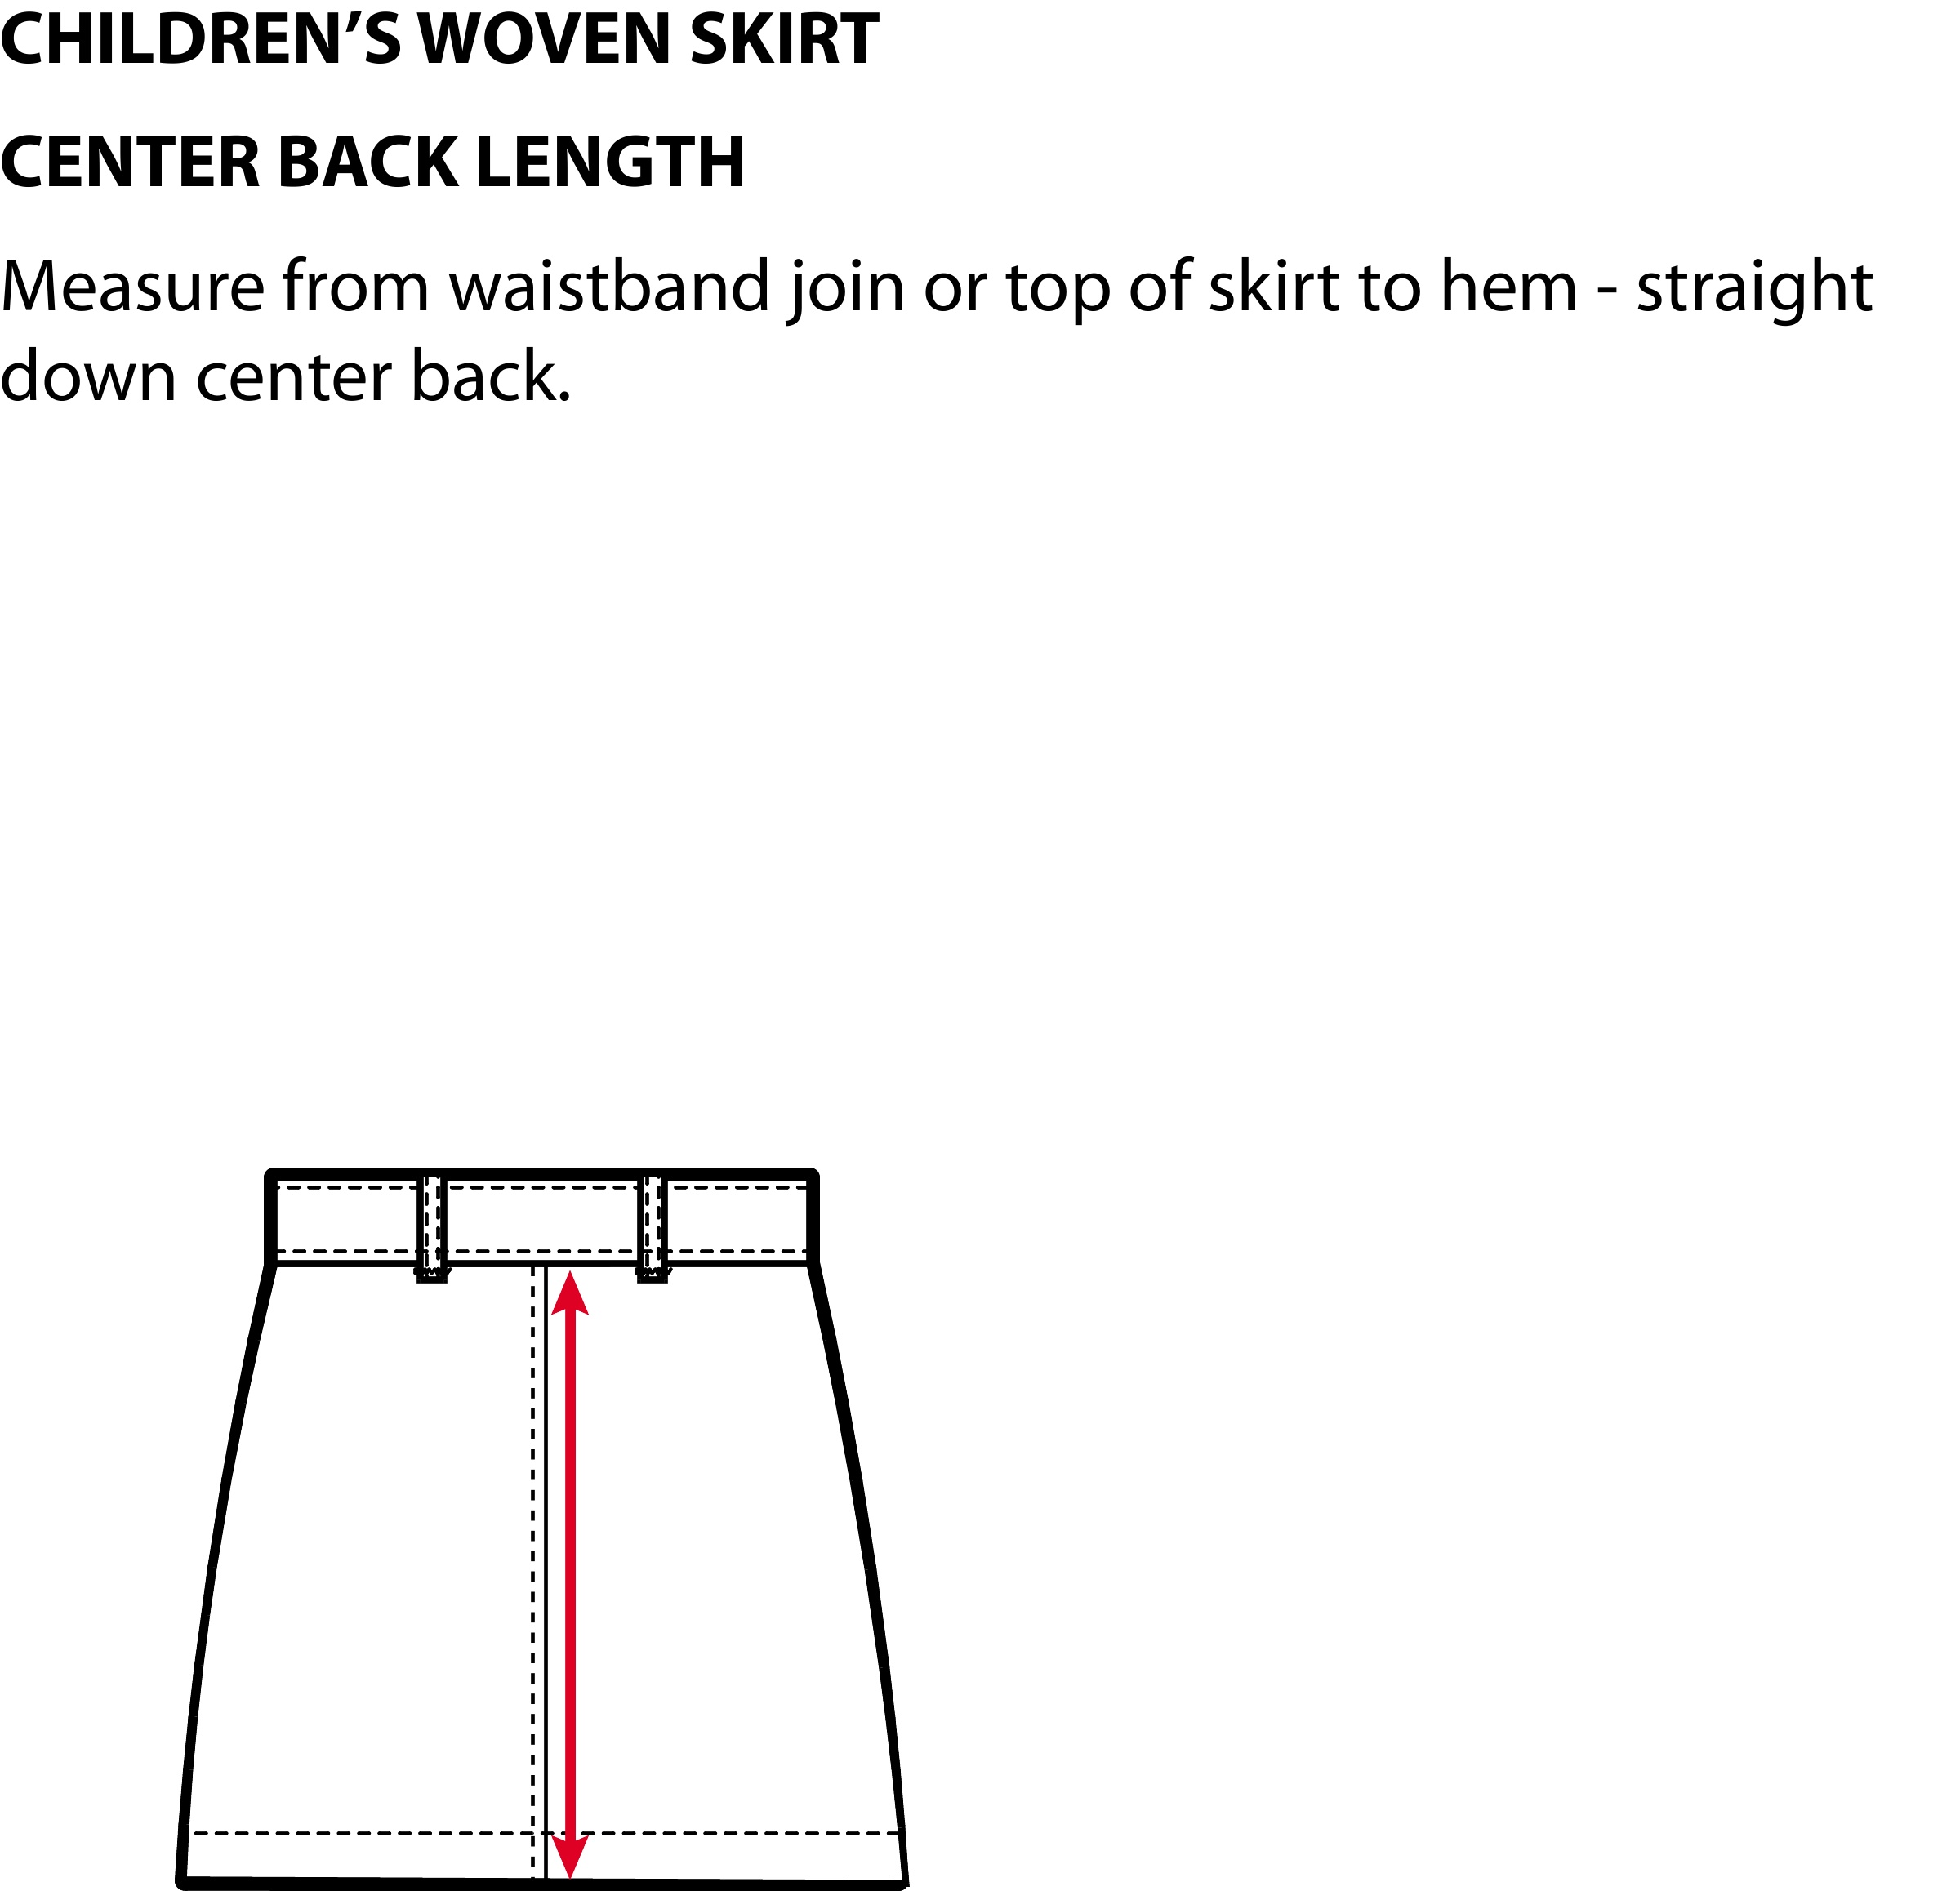 CHILDREN’S WOVEN SKIRT
CENTER BACK LENGTH
Measure from waistband join or top of skirt to hem - straight
down center back.